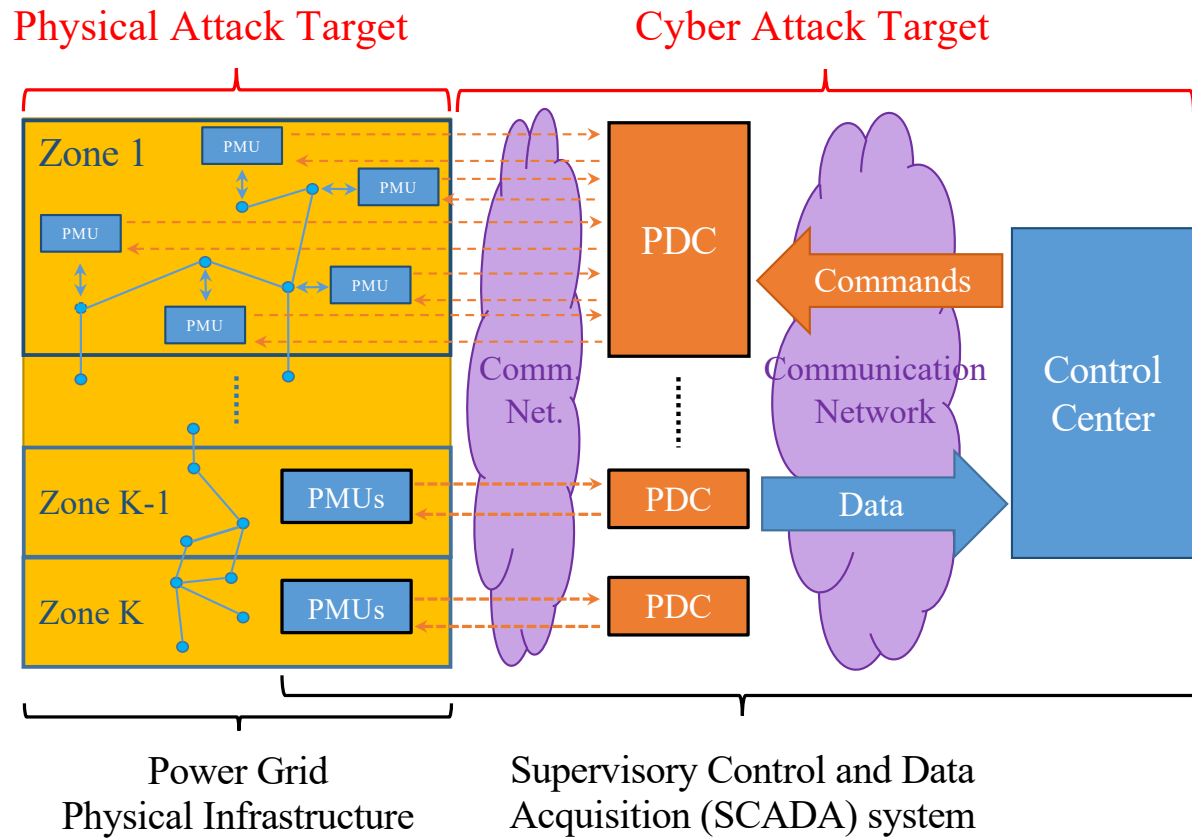 Physical Attack Target
Cyber Attack Target
Zone 1
PMU
PMU
PMU
PMU
PMU
PDC
Commands
Comm.
Net.
Communication
Network
Control
Center
Zone K-1
PMUs
PDC
Data
Zone K
PMUs
PDC
Power Grid
Physical Infrastructure
Supervisory Control and Data
Acquisition (SCADA) system